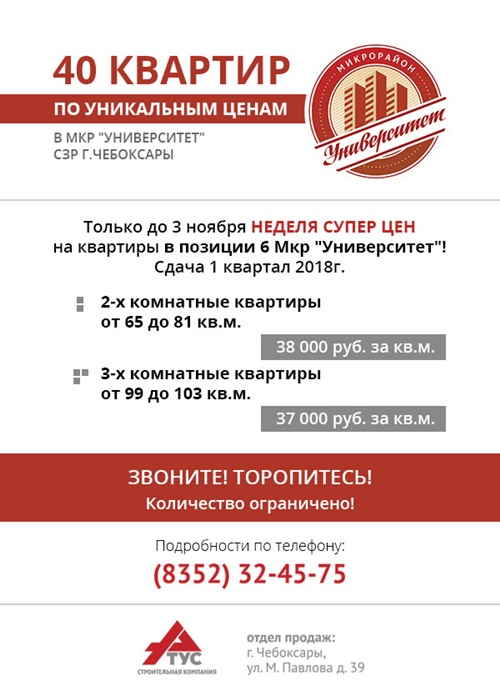 40 КВАРТИР
ПО УНИКАЛЬНЫМ ЦЕНАМ
В МКР "УНИВЕРСИТЕТ"
СЗР Г.ЧЕБОКСАРЫ
МИКРОРАЙОН
Университет
Только до 3 ноября НЕДЕЛЯ СУПЕР ЦЕН
на квартиры в позиции 6 Мкр "Университет"!
Сдача 1 квартал 2018г.
2-х комнатные квартиры
от 65 до 81 кв.м.
38 000 руб. за кв.м.
3-х комнатные квартиры
от 99 до 103 кв.м.
37 000 руб. за кв.м.
ЗВОНИТЕ! ТОРОПИТЕСЬ!
Количество ограничено!
Подробности по телефону:
(8352) 32-45-75
АТУС
СТРОИТЕЛЬНАЯ КОМПАНИЯ
отдел продаж:
г. Чебоксары,
ул. М. Павлова д. 39